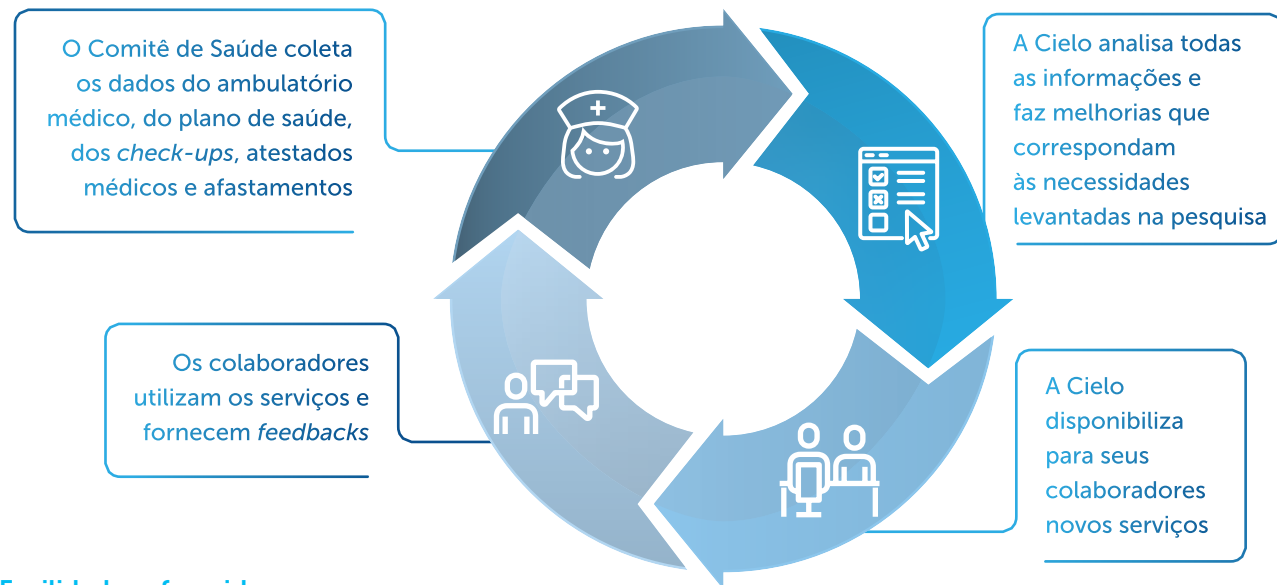 O Comitê de Saúde coleta
os dados do ambulatório
médico, do plano de saúde,
dos check-ups, atestados
médicos e afastamentos
A Cielo analisa todas
as informações e
faz melhorias que
correspondam
às necessidades
levantadas na pesquisa
A Cielo
disponibiliza
para seus
colaboradores
novos serviços
Os colaboradores
utilizam os serviços e
fornecem feedbacks